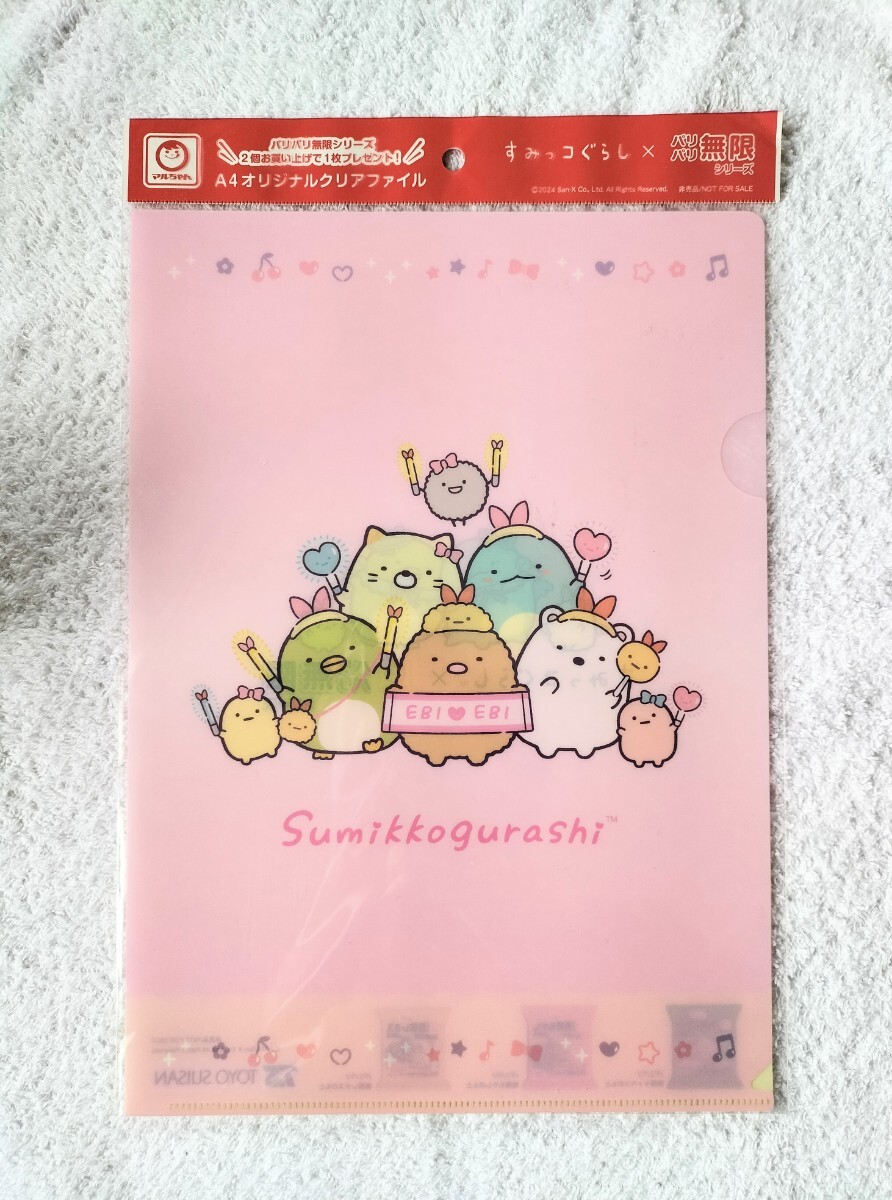 マルちゃん
パリパリ無限シリーズ
2個お買い上げで1枚プレゼント!
A4オリジナルクリアファイル
すみっコぐらし×
パリパリ無限
シリーズ
©2024 San-X Co., Ltd. All Rights Reserved.
非売品/NOT FOR SALE
EBI EBI
Sumikkogurashi™
TOYO SUISAN